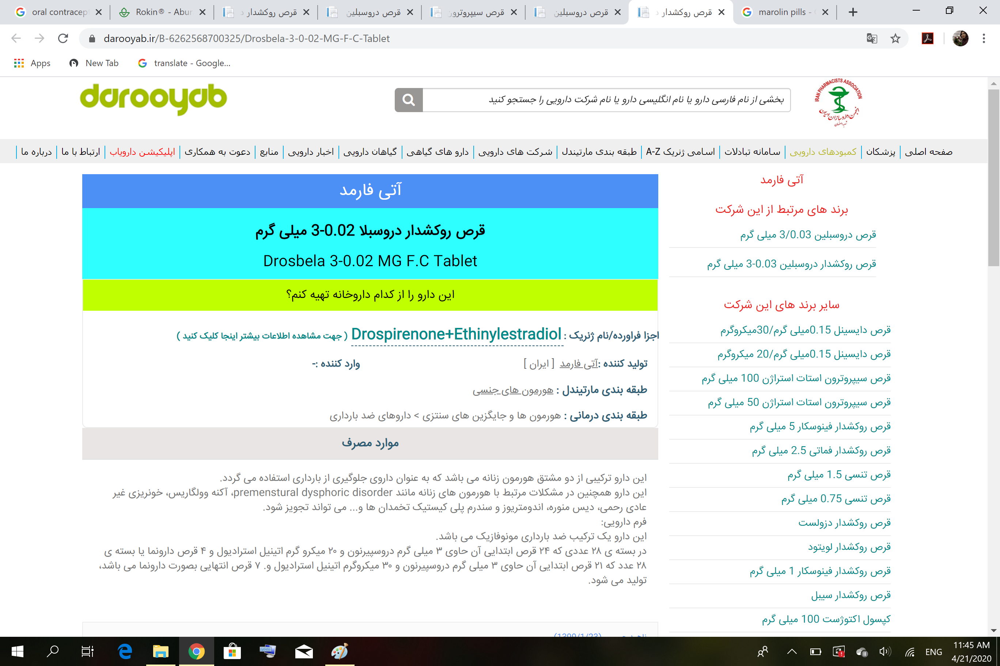 oral contracep
Rokin® - Abur
قرص روکشدار د
قرص دروسبلین
قرص سیپروترور
قرص دروسبلین
قرص روکشدار د
marolin pills -
darooyab.ir/B-6262568700325/Drosbela-3-0-02-MG-F-C-Tablet
Apps
New Tab
translate - Google...
darooyab
بخشی از نام فارسی دارو یا نام انگلیسی دارو یا نام شرکت دارویی را جستجو کنید
IRAN PHARMACISTS ASSOCIATION
انجمن داروسازان ایران
شعبه اصفهان
صفحه اصلی
پزشکان
کمبودهای دارویی
سامانه تبادلات
اسامی ژنریک A-Z
طبقه بندی مارتیندل
شرکت های دارویی
دارو های گیاهی
گیاهان دارویی
اخبار دارویی
منابع
دعوت به همکاری
اپلیکیشن دارویاب
ارتباط با ما
درباره ما
آتی فارمد
قرص روکشدار دروسبلا 0.02-3 میلی گرم
Drosbela 3-0.02 MG F.C Tablet
این دارو را از کدام داروخانه تهیه کنم؟
اجزا فراورده/نام ژنریک : Drospirenone+Ethinylestradiol ( جهت مشاهده اطلاعات بیشتر اینجا کلیک کنید )
تولید کننده :آتی فارمد [ ایران ]
وارد کننده :-
طبقه بندی مارتیندل : هورمون های جنسی
طبقه بندی درمانی : هورمون ها و جایگزین های سنتزی > داروهای ضد بارداری
موارد مصرف
این دارو ترکیبی از دو مشتق هورمون زنانه می باشد که به عنوان داروی جلوگیری از بارداری استفاده می گردد.
این دارو همچنین در مشکلات مرتبط با هورمون های زنانه مانند premenstural dysphoric disorder، آکنه وولگاریس، خونریزی غیر
عادی رحمی، دیس منوره، اندومتریوز و سندرم پلی کیستیک تخمدان ها و... می تواند تجویز شود.
فرم دارویی:
این دارو یک ترکیب ضد بارداری مونوفازیک می باشد.
در بسته ی ۲۸ عددی که ۲۴ قرص ابتدایی آن حاوی ۳ میلی گرم دروسپیرنون و ۲۰ میکرو گرم اتینیل استرادیول و ۴ قرص دارونما یا بسته ی
۲۸ عدد که ۲۱ قرص ابتدایی آن حاوی ۳ میلی گرم دروسپیرنون و ۳۰ میکروگرم اتینیل استرادیول و. ۷ قرص انتهایی بصورت دارونما می باشد،
تولید می شود.
(1399/1/23)
آتی فارمد
برند های مرتبط از این شرکت
قرص دروسبلین 3/0.03 میلی گرم
قرص روکشدار دروسبلین 0.03-3 میلی گرم
سایر برند های این شرکت
قرص دایسینل 0.15میلی گرم/30میکروگرم
قرص دایسینل 0.15میلی گرم/20 میکروگرم
قرص سیپروترون استات استراژن 100 میلی گرم
قرص سیپروترون استات استراژن 50 میلی گرم
قرص روکشدار فینوسکار 5 میلی گرم
قرص روکشدار فماتی 2.5 میلی گرم
قرص تنسی 1.5 میلی گرم
قرص تنسی 0.75 میلی گرم
قرص روکشدار دزولست
قرص روکشدار لویتود
قرص روکشدار فینوسکار 1 میلی گرم
قرص روکشدار سیبل
کپسول اکتوژست 100 میلی گرم
ENG
11:45 AM
4/21/2020